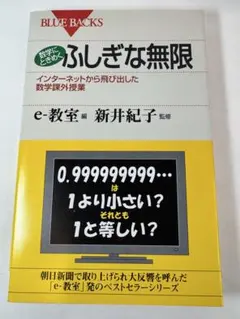 BLUE BACKS
数学にときめく
ふしぎな無限
インターネットから飛び出した
数学課外授業
e-教室 編 新井紀子 監修
0.999999999…
は
1より小さい?
それとも
1と等しい?
朝日新聞で取り上げられ大反響を呼んだ
「e-教室」発のベストセラーシリーズ